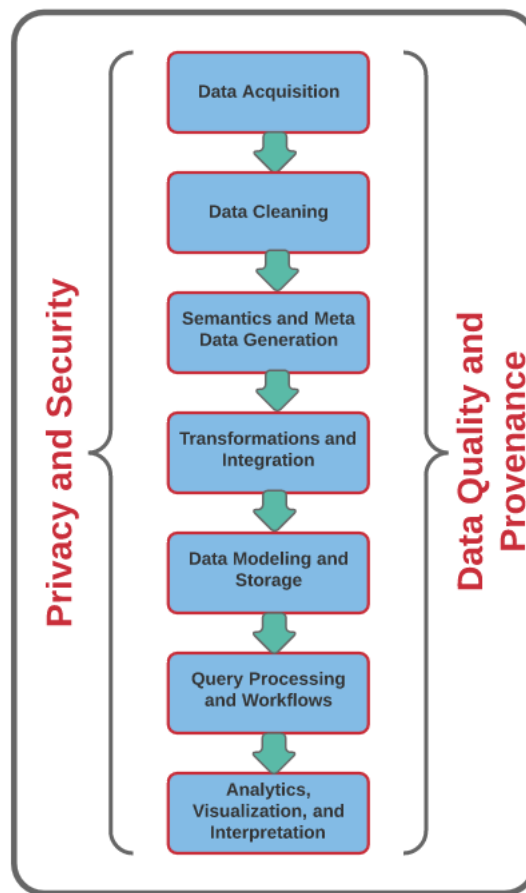 Data Acquisition
Data Cleaning
Semantics and Meta
Data Generation
Transformations and
Integration
Data Modeling and
Storage
Query Processing
and Workflows
Analytics,
Visualization, and
Interpretation
Privacy and Security
Data Quality and
Provenance